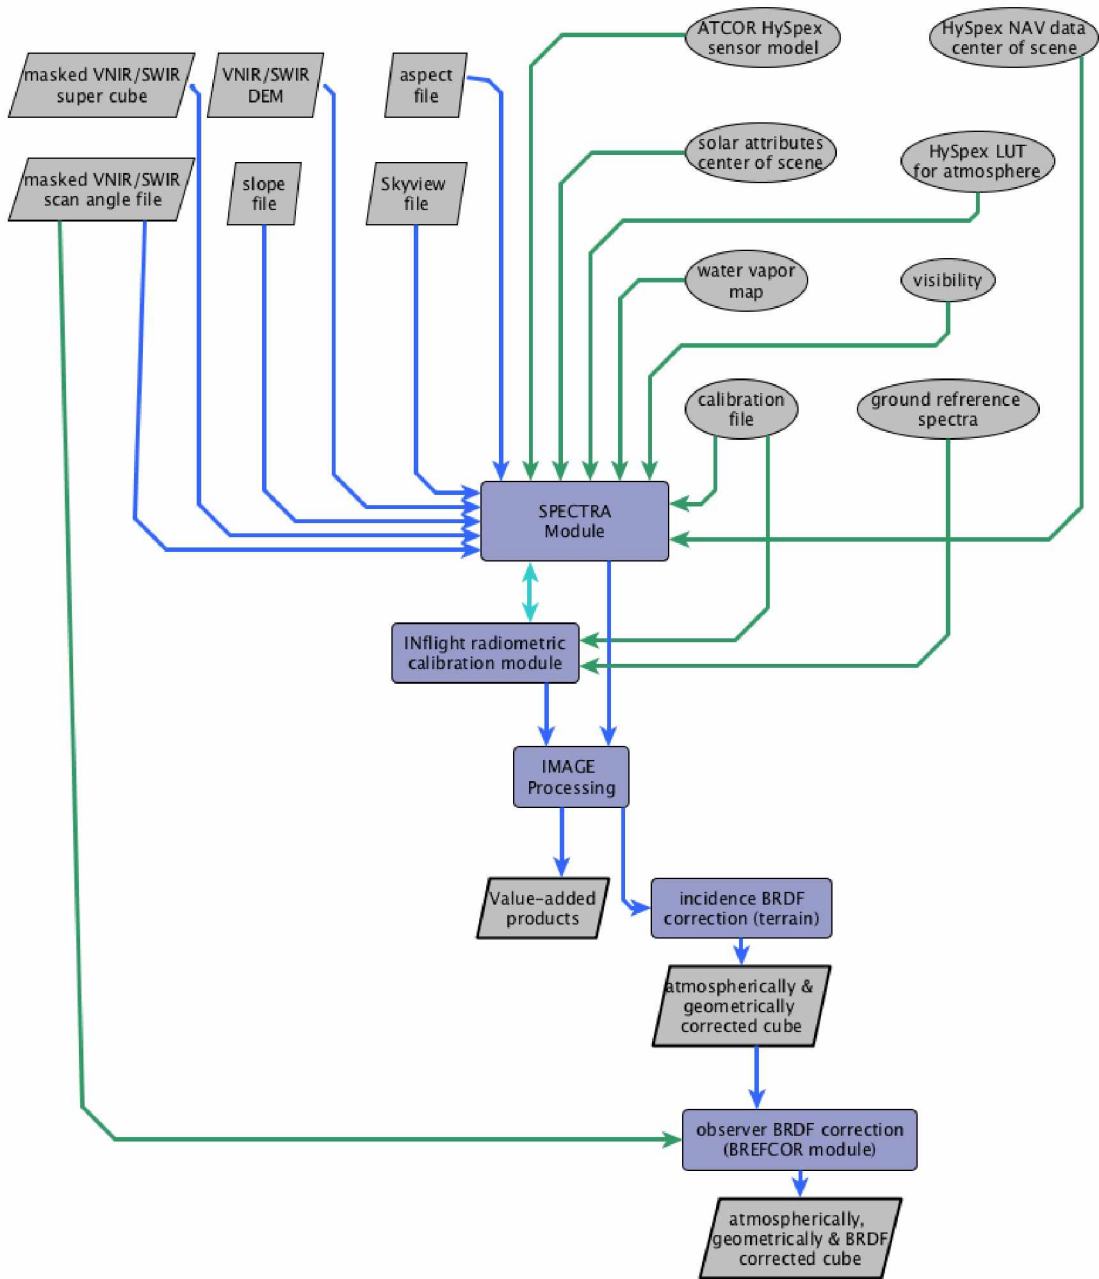 ATCOR HySpex
sensor model
HySpex NAV data
center of scene
masked VNIR/SWIR
super cube
VNIR/SWIR
DEM
aspect
file
solar attributes
center of scene
HySpex LUT
for atmosphere
masked VNIR/SWIR
scan angle file
slope
file
Skyview
file
water vapor
map
visibility
calibration
file
ground refrerence
spectra
SPECTRA
Module
INflight radiometric
calibration module
IMAGE
Processing
Value-added
products
incidence BRDF
correction (terrain)
atmospherically &
geometrically
corrected cube
observer BRDF correction
(BREFCOR module)
atmospherically,
geometrically & BRDF
corrected cube